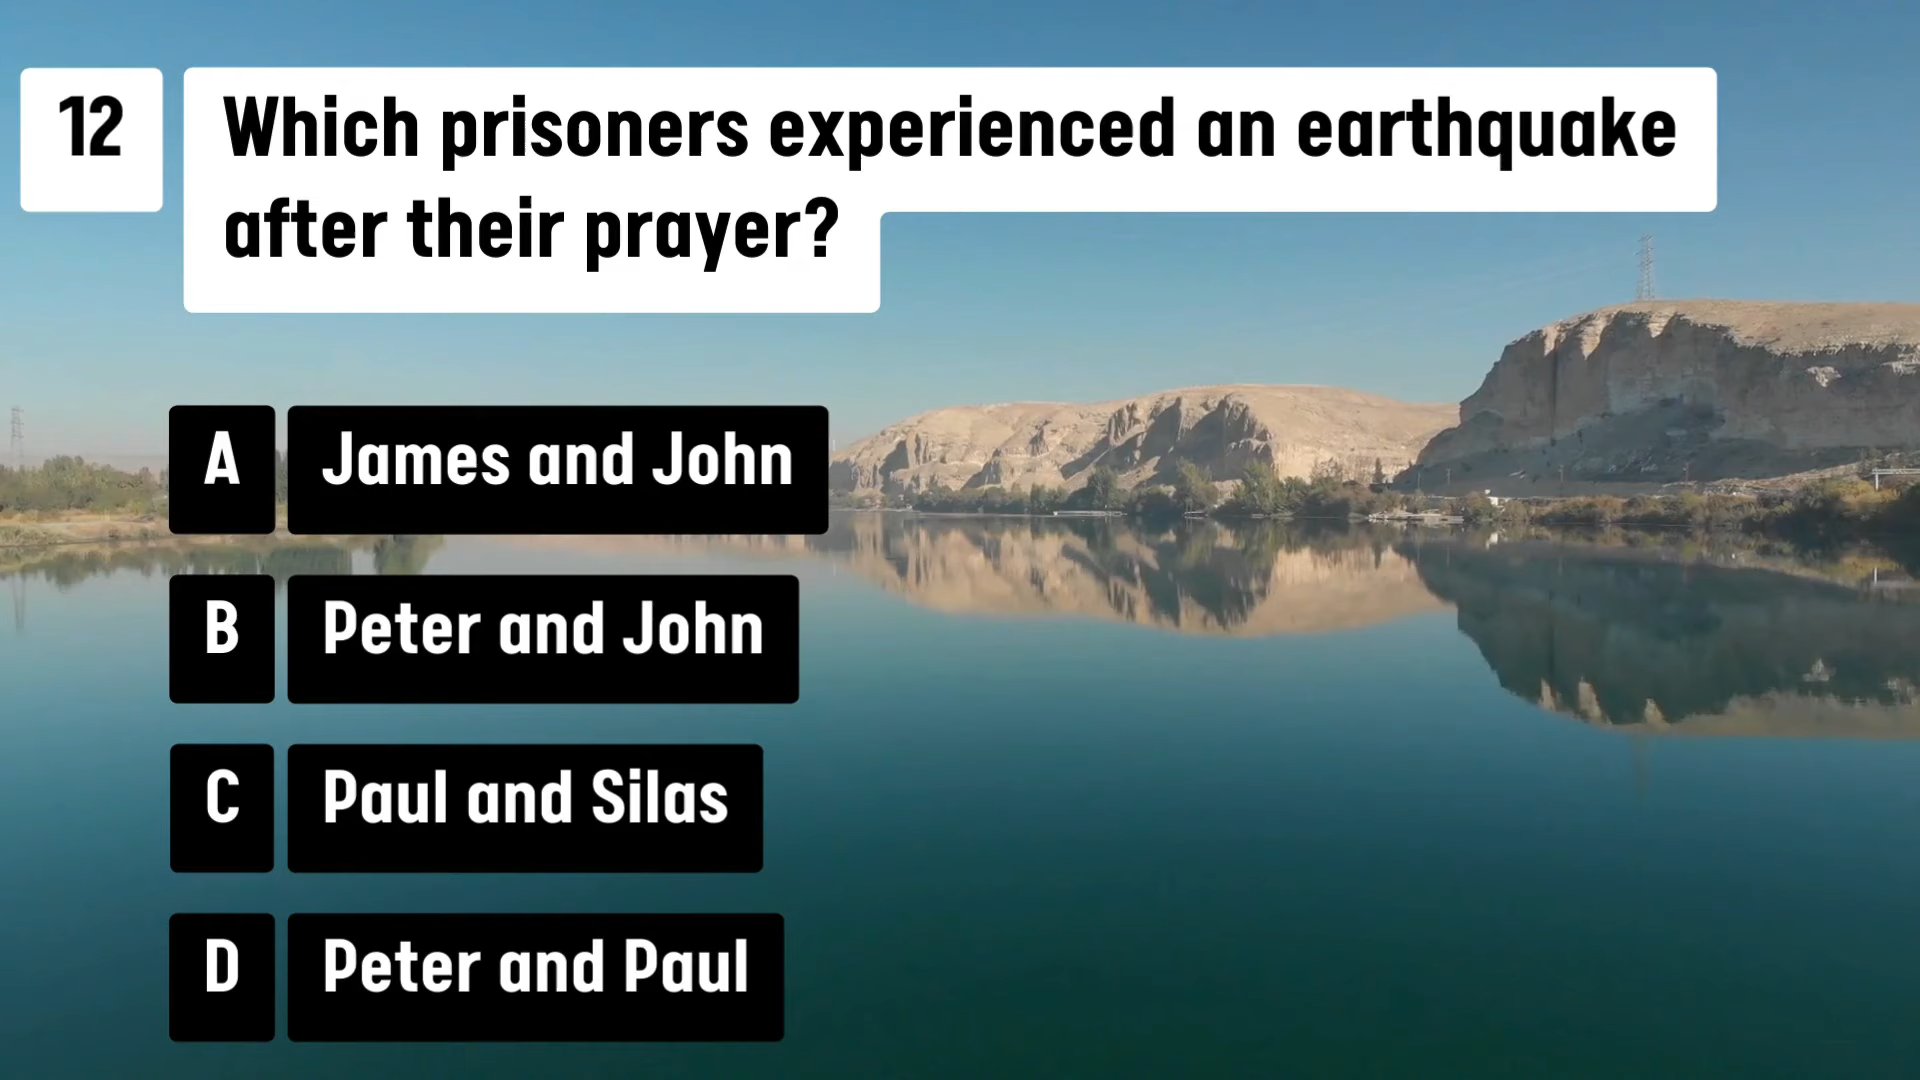 12
Which prisoners experienced an earthquake
after their prayer?
A
James and John
B
Peter and John
C
Paul and Silas
D
Peter and Paul